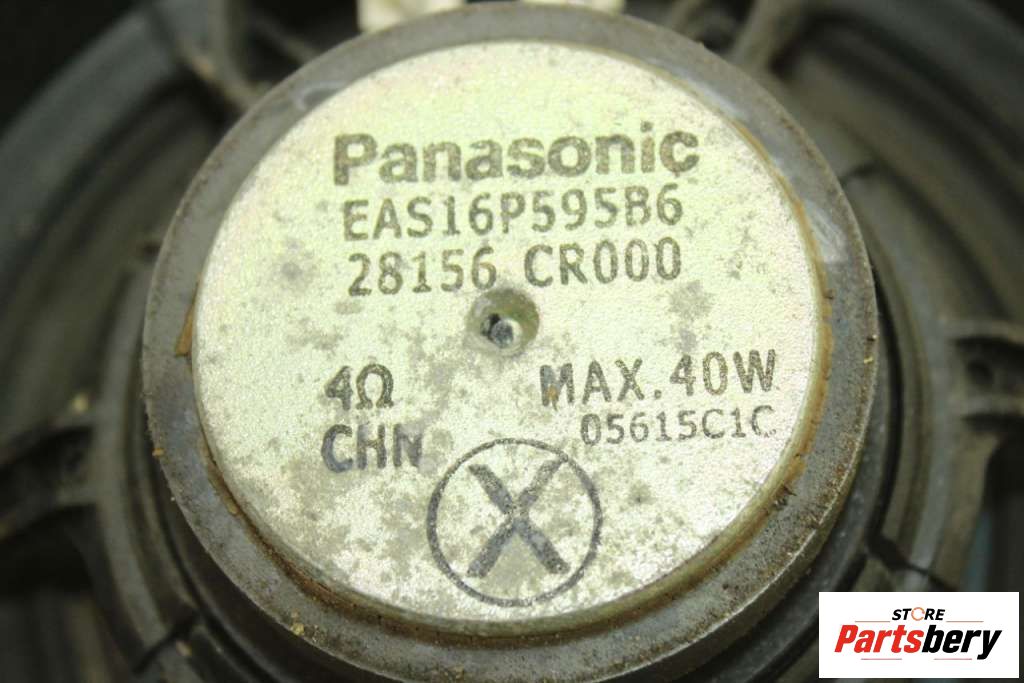 Panasonic
EAS16P595B6
28156 CR000
4Ω MAX.40W
CHN 05615C1C
X
STORE
Partsbery